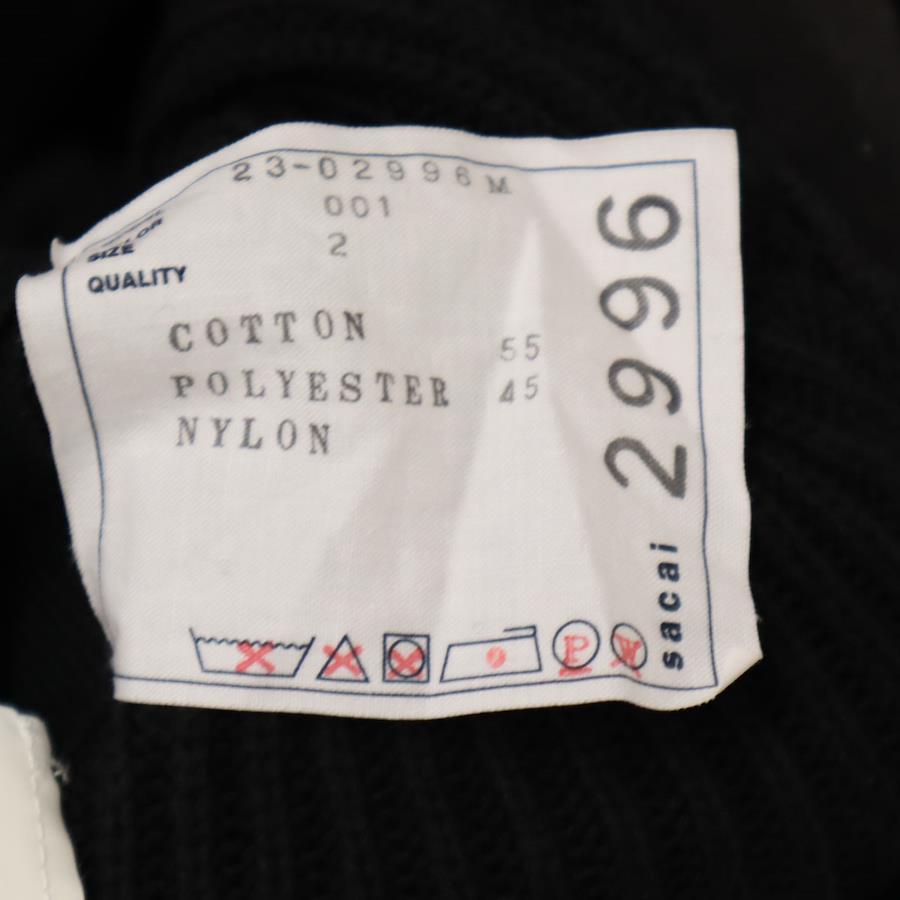 23-02996M
001
2
SIZE
QUALITY
COTTON
POLYESTER 55
NYLON 45
2996
sacai
P
W